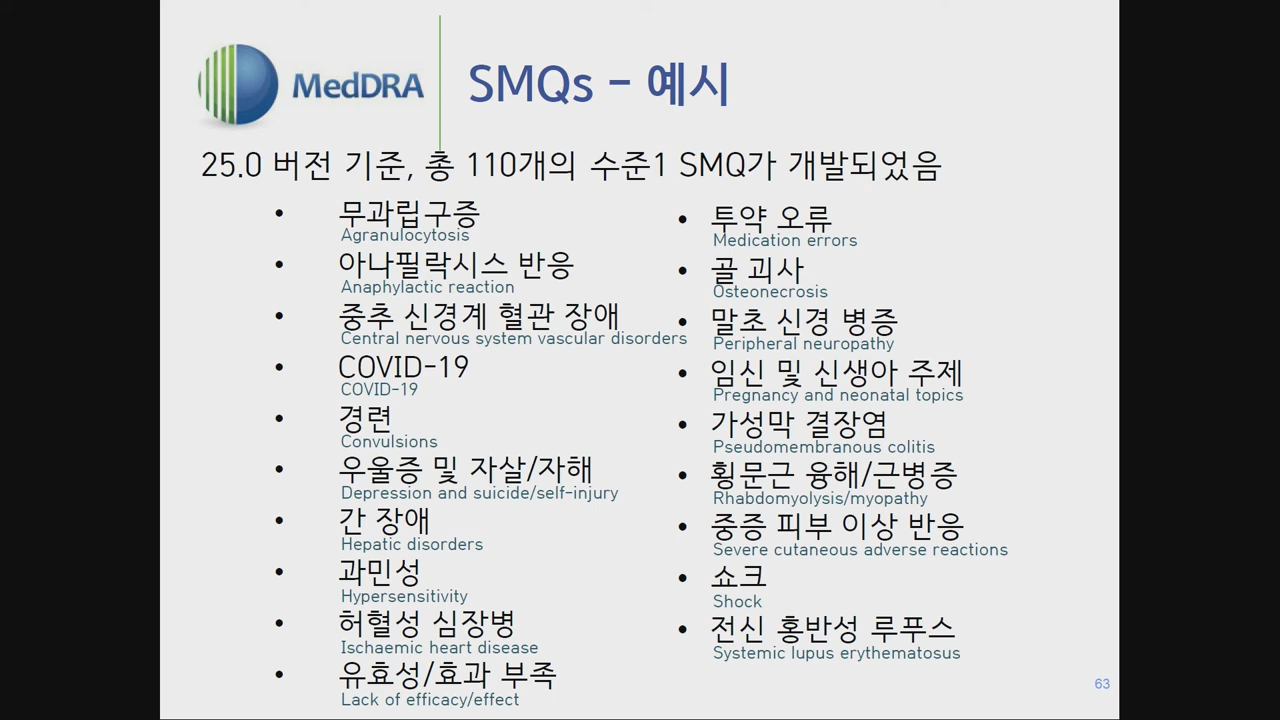 MedDRA
SMQs - 예시
25.0 버전 기준, 총 110개의 수준1 SMQ가 개발되었음
• 무과립구증
Agranulocytosis
• 아나필락시스 반응
Anaphylactic reaction
• 중추 신경계 혈관 장애
Central nervous system vascular disorders
• COVID-19
COVID-19
• 경련
Convulsions
• 우울증 및 자살/자해
Depression and suicide/self-injury
• 간 장애
Hepatic disorders
• 과민성
Hypersensitivity
• 허혈성 심장병
Ischaemic heart disease
• 유효성/효과 부족
Lack of efficacy/effect
• 투약 오류
Medication errors
• 골 괴사
Osteonecrosis
• 말초 신경 병증
Peripheral neuropathy
• 임신 및 신생아 주제
Pregnancy and neonatal topics
• 가성막 결장염
Pseudomembranous colitis
• 횡문근 융해/근병증
Rhabdomyolysis/myopathy
• 중증 피부 이상 반응
Severe cutaneous adverse reactions
• 쇼크
Shock
• 전신 홍반성 루푸스
Systemic lupus erythematosus
63